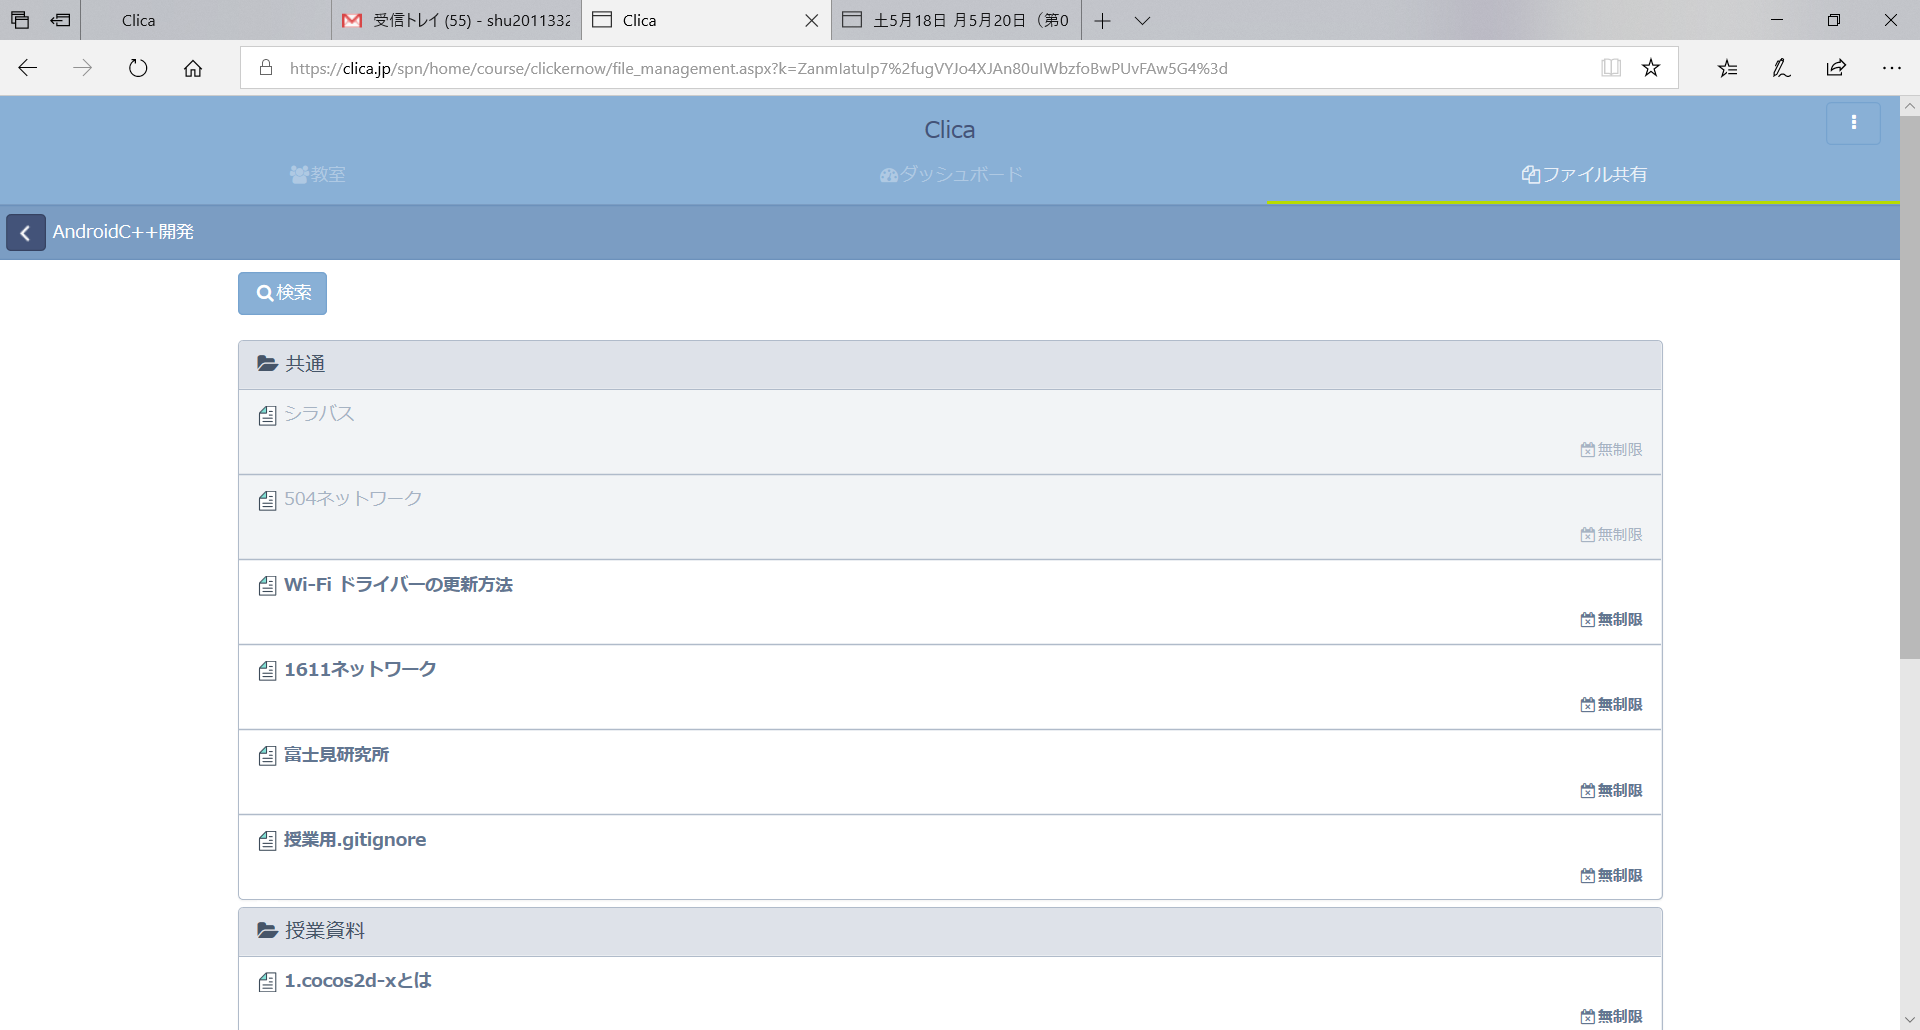 Clica
受信トレイ (55) - shu2011332
Clica
土5月18日 月5月20日（第0
https://clica.jp/spn/home/course/clickernow/file_management.aspx?k=ZanmIatuIp7%2fugVYJo4XJAn80uIWbzfoBwPUvFAw5G4%3d
Clica
教室
ダッシュボード
ファイル共有
AndroidC++開発
検索
共通
シラバス
無制限
504ネットワーク
無制限
Wi-Fi ドライバーの更新方法
無制限
1611ネットワーク
無制限
富士見研究所
無制限
授業用.gitignore
無制限
授業資料
1.cocos2d-xとは
無制限